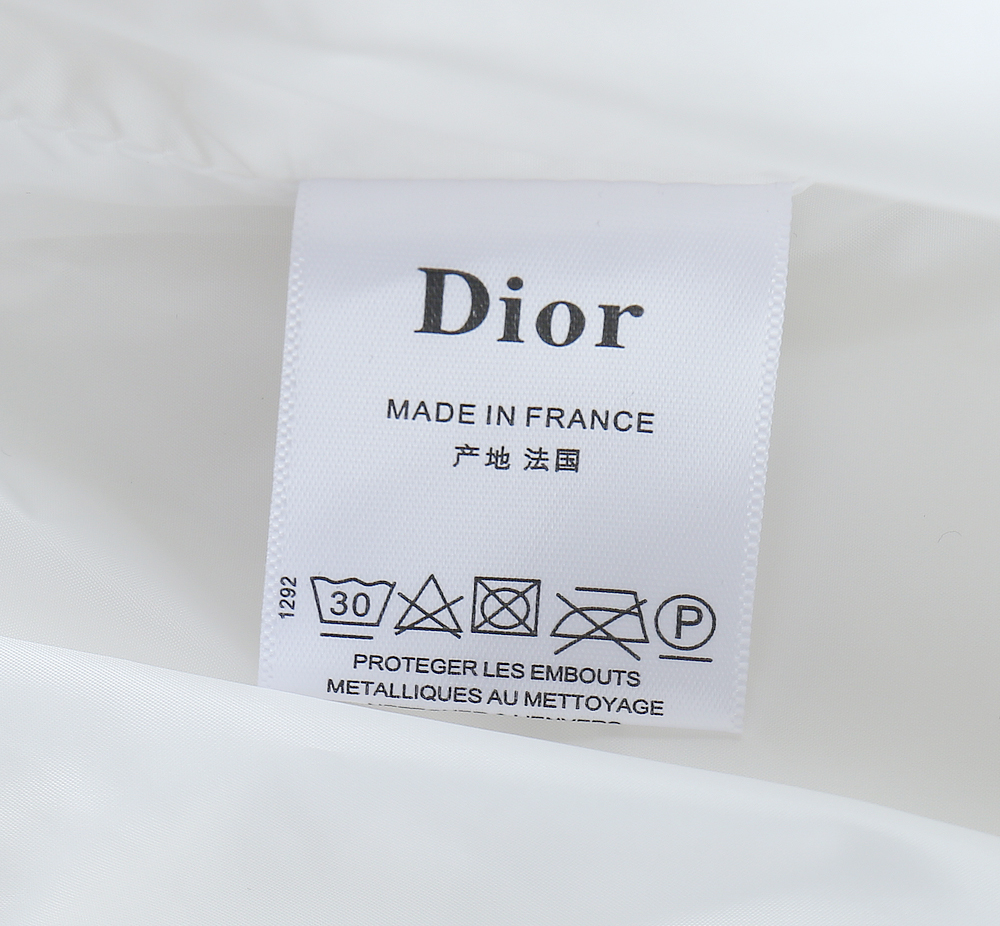 Dior
MADE IN FRANCE
产地 法国
1292
30
P
PROTEGER LES EMBOUTS
METALLIQUES AU METTOYAGE